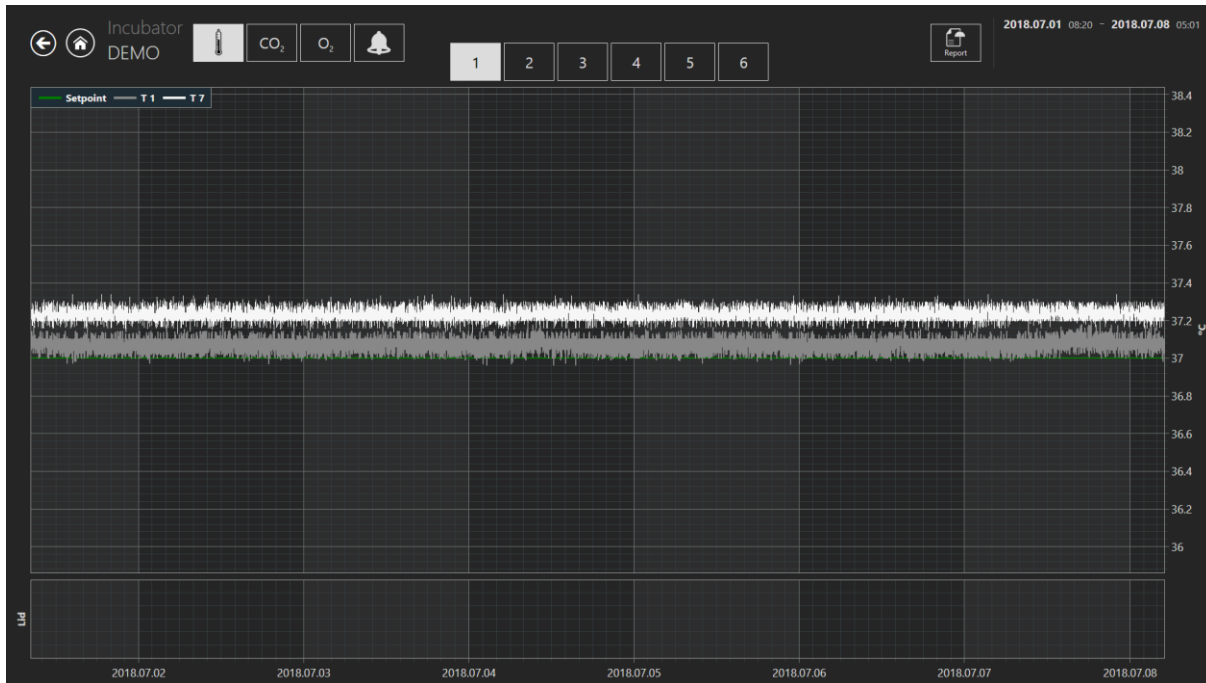 Incubator
DEMO
CO₂
O₂
1 2 3 4 5 6
Report
2018.07.01 08:20 - 2018.07.08 05:01
Setpoint T 1 T 7
38.4
38.2
38
37.8
37.6
37.4
37.2
°C
37
36.8
36.6
36.4
36.2
36
Lid
2018.07.02 2018.07.03 2018.07.04 2018.07.05 2018.07.06 2018.07.07 2018.07.08